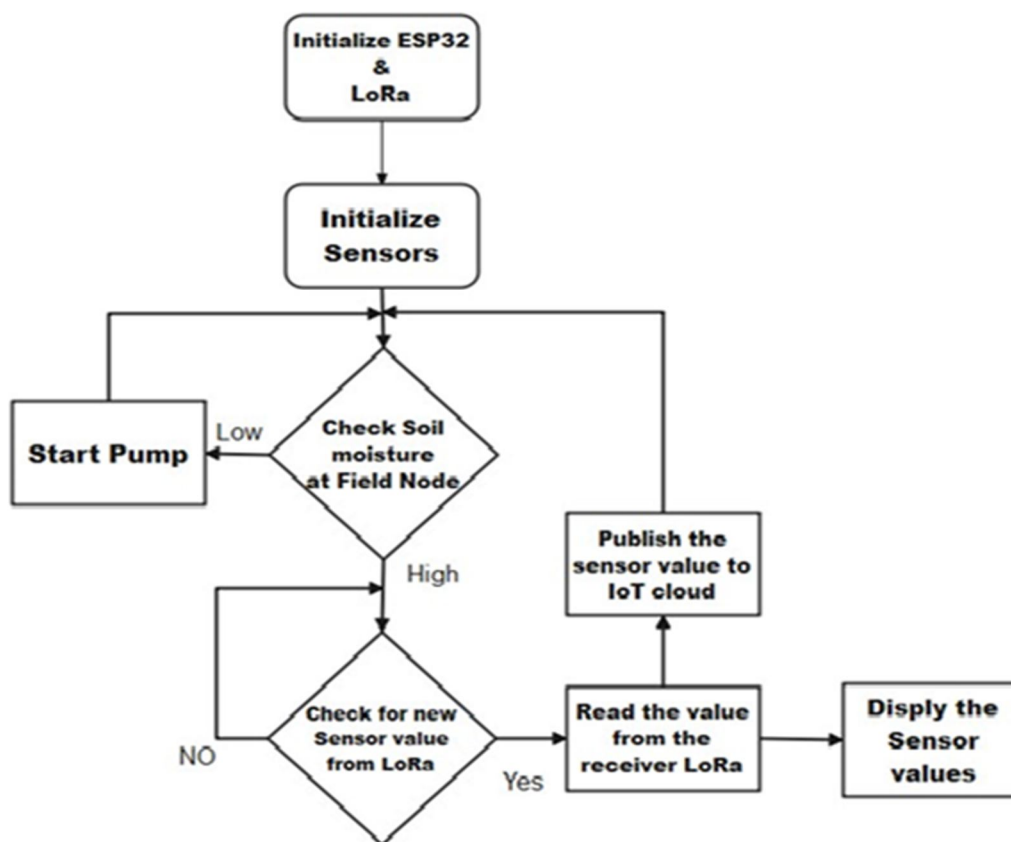 Initialize ESP32
&
LoRa
Initialize
Sensors
Check Soil
moisture
at Field Node
Low
Start Pump
High
Publish the
sensor value to
IoT cloud
Check for new
Sensor value
from LoRa
NO
Yes
Read the value
from the
receiver LoRa
Disply the
Sensor
values